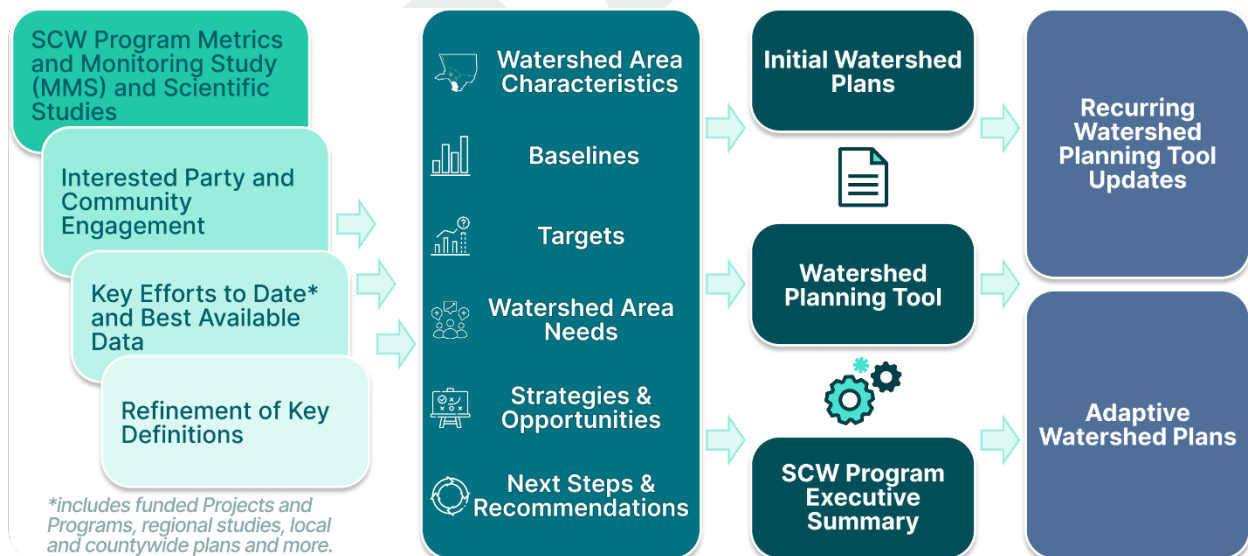 SCW Program Metrics
and Monitoring Study
(MMS) and Scientific
Studies
Interested Party and
Community
Engagement
Key Efforts to Date*
and Best Available
Data
Refinement of Key
Definitions
*includes funded Projects and
Programs, regional studies, local
and countywide plans and more.
Watershed Area
Characteristics
Baselines
Targets
Watershed Area
Needs
Strategies &
Opportunities
Next Steps &
Recommendations
Initial Watershed
Plans
Watershed
Planning Tool
SCW Program
Executive
Summary
Recurring
Watershed
Planning Tool
Updates
Adaptive
Watershed Plans